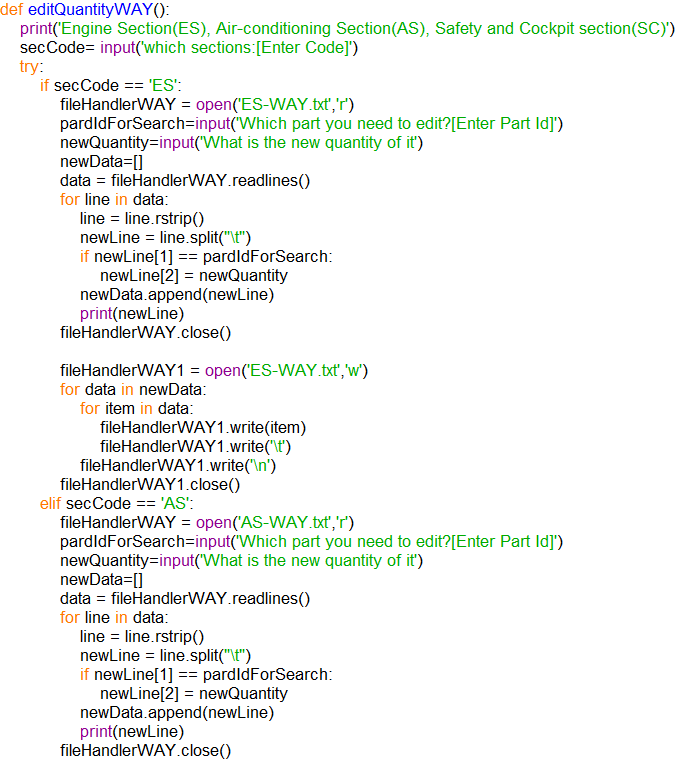 def editQuantityWAY():
    print('Engine Section(ES), Air-conditioning Section(AS), Safety and Cockpit section(SC)')
    secCode= input('which sections:[Enter Code]')
    try:
        if secCode == 'ES':
            fileHandlerWAY = open('ES-WAY.txt','r')
            pardIdForSearch=input('Which part you need to edit?[Enter Part Id]')
            newQuantity=input('What is the new quantity of it')
            newData=[]
            data = fileHandlerWAY.readlines()
            for line in data:
                line = line.rstrip()
                newLine = line.split("\t")
                if newLine[1] == pardIdForSearch:
                    newLine[2] = newQuantity
                newData.append(newLine)
                print(newLine)
            fileHandlerWAY.close()

            fileHandlerWAY1 = open('ES-WAY.txt','w')
            for data in newData:
                for item in data:
                    fileHandlerWAY1.write(item)
                    fileHandlerWAY1.write('\t')
                fileHandlerWAY1.write('\n')
            fileHandlerWAY1.close()
        elif secCode == 'AS':
            fileHandlerWAY = open('AS-WAY.txt','r')
            pardIdForSearch=input('Which part you need to edit?[Enter Part Id]')
            newQuantity=input('What is the new quantity of it')
            newData=[]
            data = fileHandlerWAY.readlines()
            for line in data:
                line = line.rstrip()
                newLine = line.split("\t")
                if newLine[1] == pardIdForSearch:
                    newLine[2] = newQuantity
                newData.append(newLine)
                print(newLine)
            fileHandlerWAY.close()